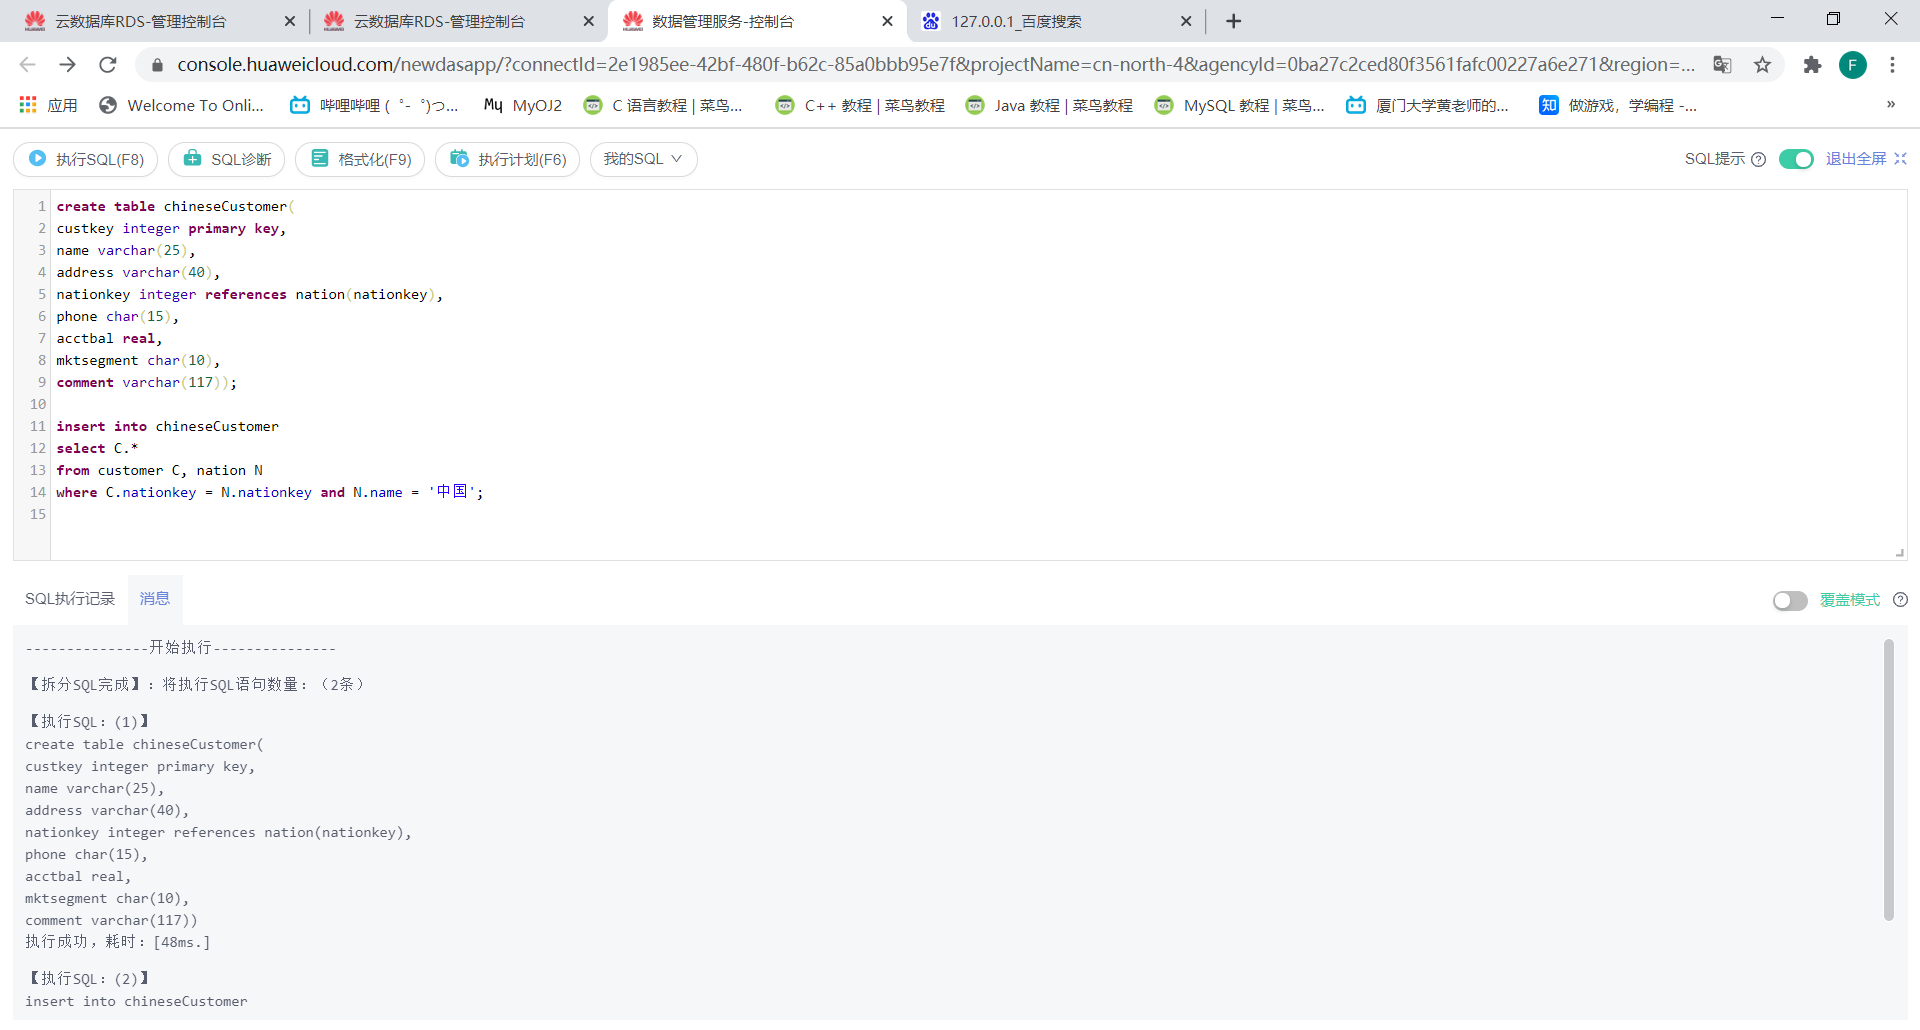 云数据库RDS-管理控制台
云数据库RDS-管理控制台
数据管理服务-控制台
127.0.0.1_百度搜索
console.huaweicloud.com/newdasapp/?connectId=2e1985ee-42bf-480f-b62c-85a0bbb95e7f&projectName=cn-north-4&agencyId=0ba27c2ced80f3561fafc00227a6e271&region=...
F
应用
Welcome To Onli...
哔哩哔哩 (゜-゜)つ...
My MyOJ2
C 语言教程 | 菜鸟...
C++ 教程 | 菜鸟教程
Java 教程 | 菜鸟教程
MySQL 教程 | 菜鸟...
厦门大学黄老师的...
知 做游戏，学编程 -...
»
执行SQL(F8)
SQL诊断
格式化(F9)
执行计划(F6)
我的SQL
SQL提示
退出全屏
1 create table chineseCustomer(
2 custkey integer primary key,
3 name varchar(25),
4 address varchar(40),
5 nationkey integer references nation(nationkey),
6 phone char(15),
7 acctbal real,
8 mktsegment char(10),
9 comment varchar(117));
10
11 insert into chineseCustomer
12 select C.*
13 from customer C, nation N
14 where C.nationkey = N.nationkey and N.name = '中国';
15
SQL执行记录
消息
覆盖模式
---------------开始执行---------------
【拆分SQL完成】：将执行SQL语句数量：（2条）
【执行SQL：(1)】
create table chineseCustomer(
custkey integer primary key,
name varchar(25),
address varchar(40),
nationkey integer references nation(nationkey),
phone char(15),
acctbal real,
mktsegment char(10),
comment varchar(117))
执行成功，耗时：[48ms.]
【执行SQL：(2)】
insert into chineseCustomer